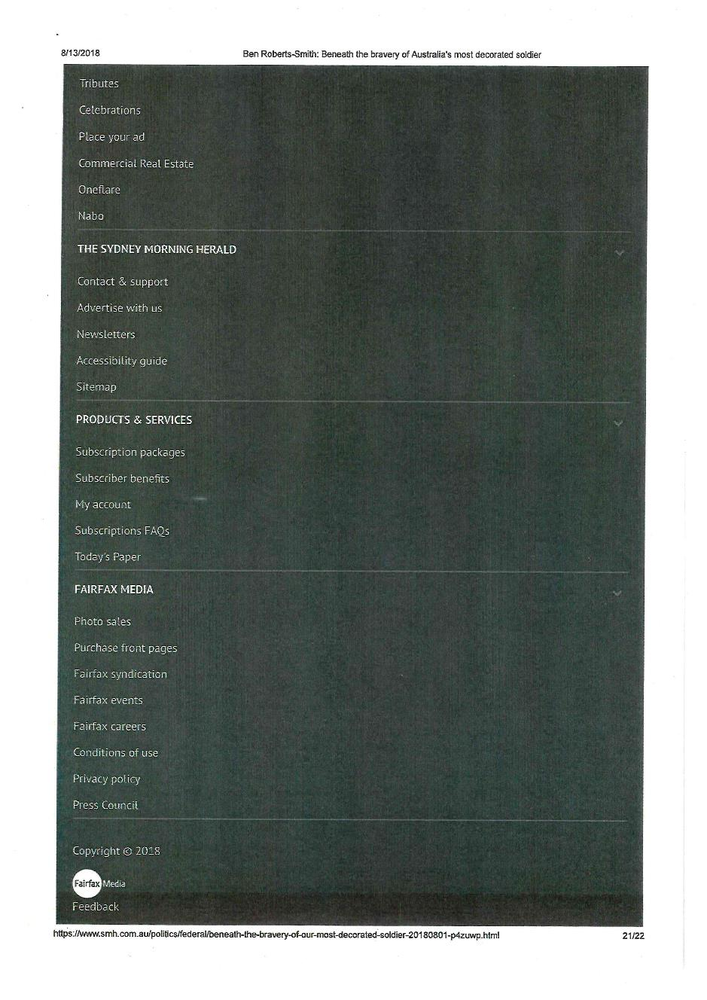 8/13/2018 Ben Roberts-Smith: Beneath the bravery of Australia's most decorated soldier
Tributes
Celebrations
Place your ad
Commercial Real Estate
Oneflare
Nabo
THE SYDNEY MORNING HERALD
Contact & support
Advertise with us
Newsletters
Accessibility guide
Sitemap
PRODUCTS & SERVICES
Subscription packages
Subscriber benefits
My account
Subscriptions FAQs
Today's Paper
FAIRFAX MEDIA
Photo sales
Purchase front pages
Fairfax syndication
Fairfax events
Fairfax careers
Conditions of use
Privacy policy
Press Council
Copyright © 2018
Fairfax Media
Feedback
https://www.smh.com.au/politics/federal/beneath-the-bravery-of-our-most-decorated-soldier-20180801-p4zuwp.html 21/22